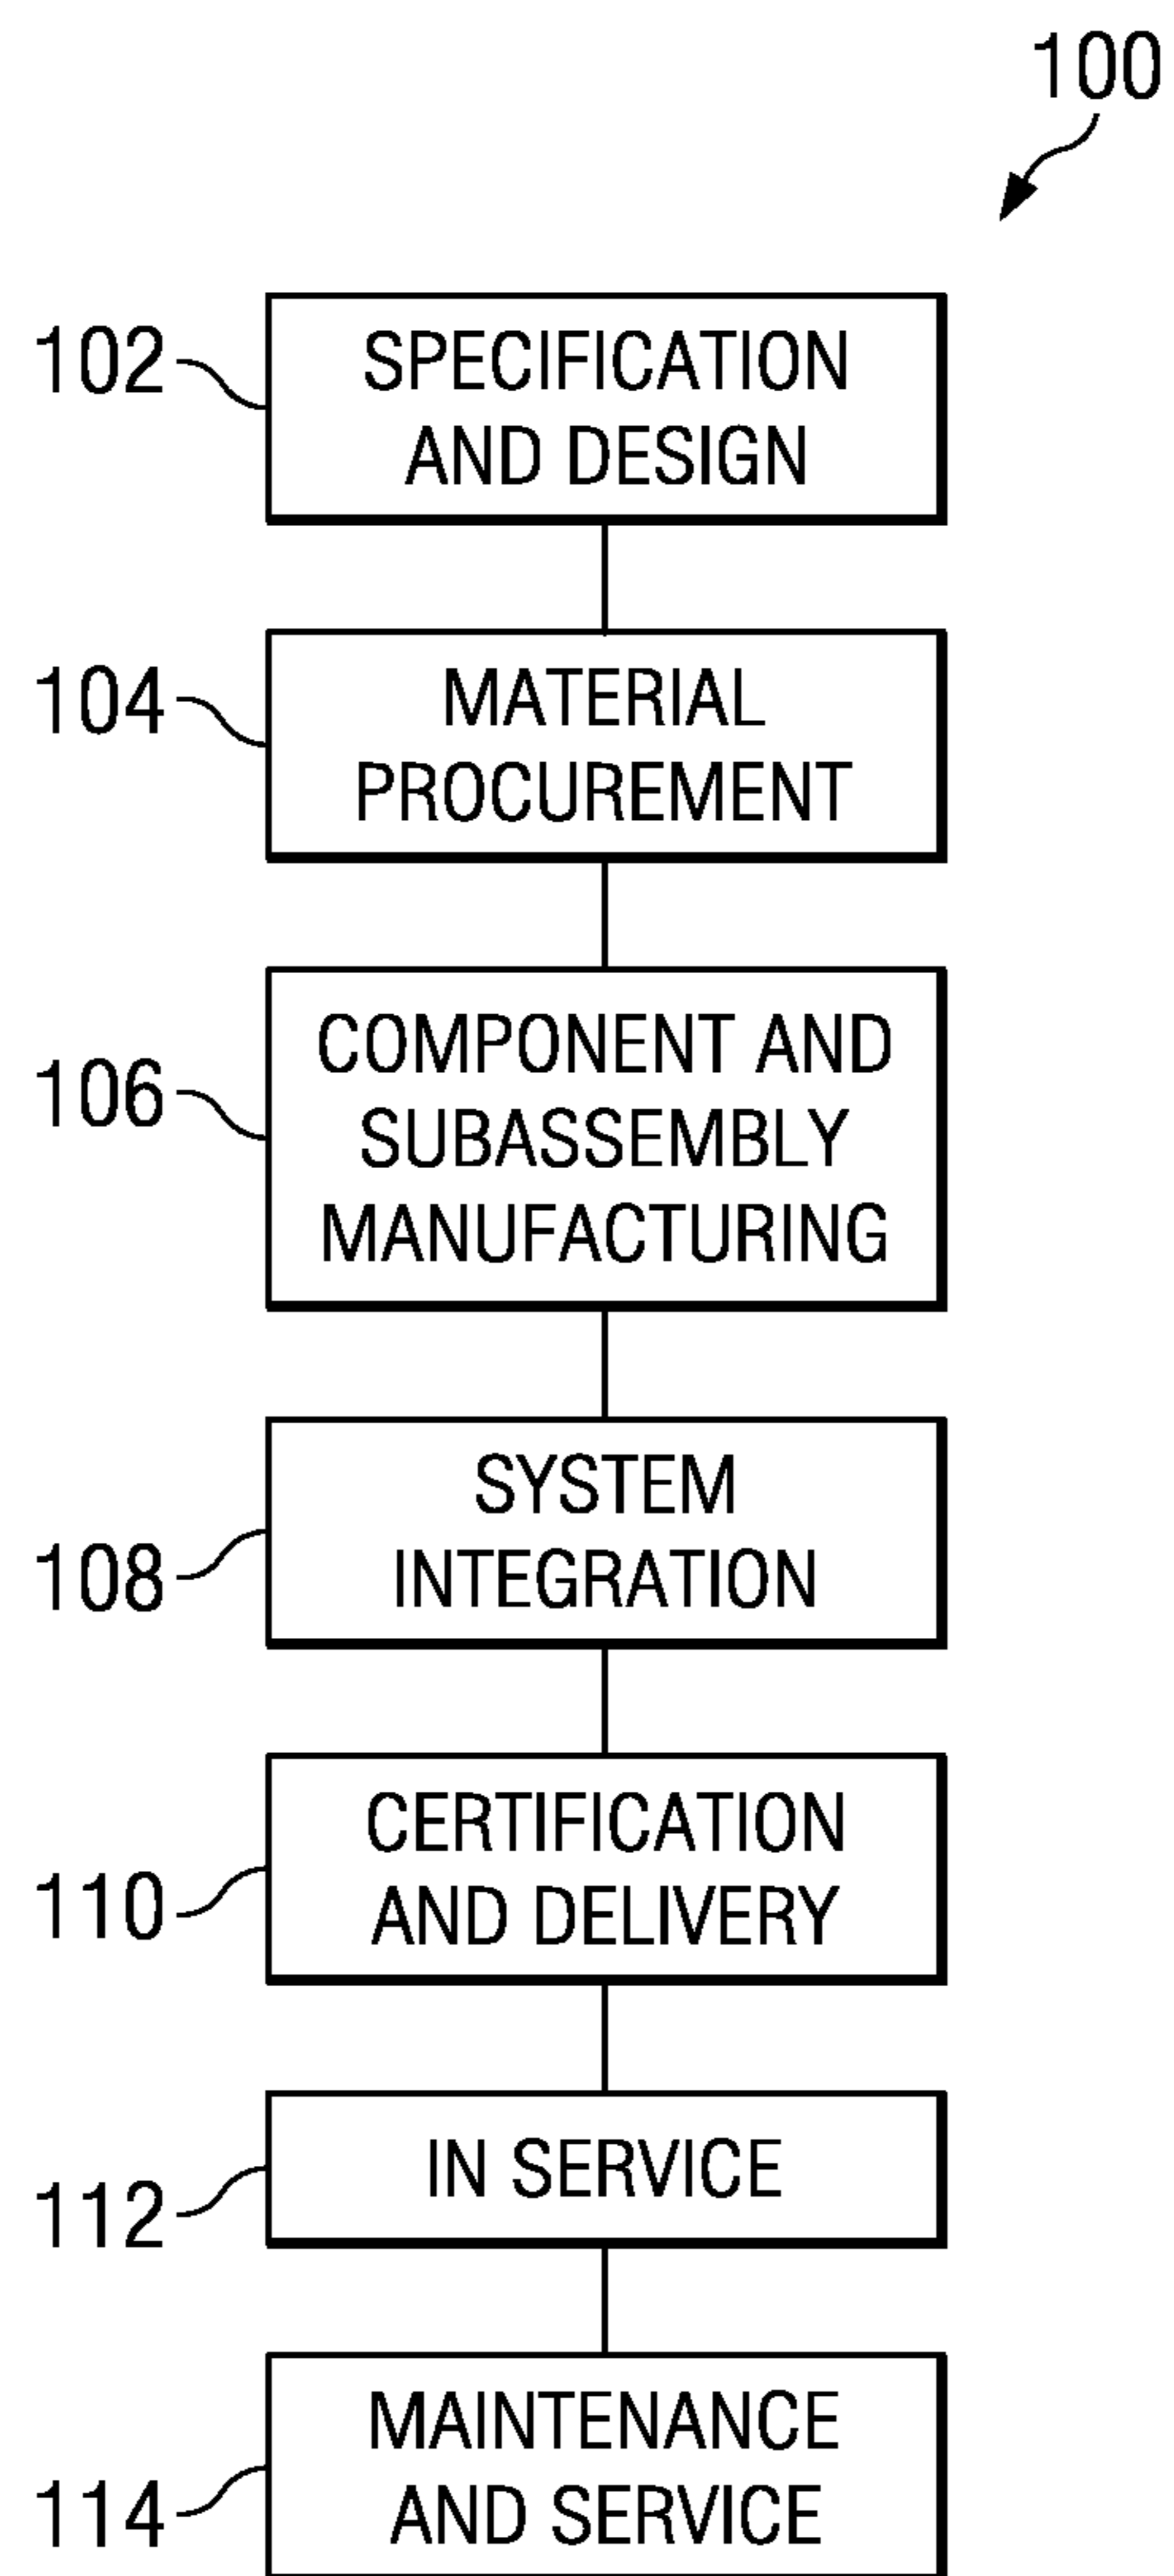 100
102
SPECIFICATION
AND DESIGN
104
MATERIAL
PROCUREMENT
106
COMPONENT AND
SUBASSEMBLY
MANUFACTURING
108
SYSTEM
INTEGRATION
110
CERTIFICATION
AND DELIVERY
112
IN SERVICE
114
MAINTENANCE
AND SERVICE